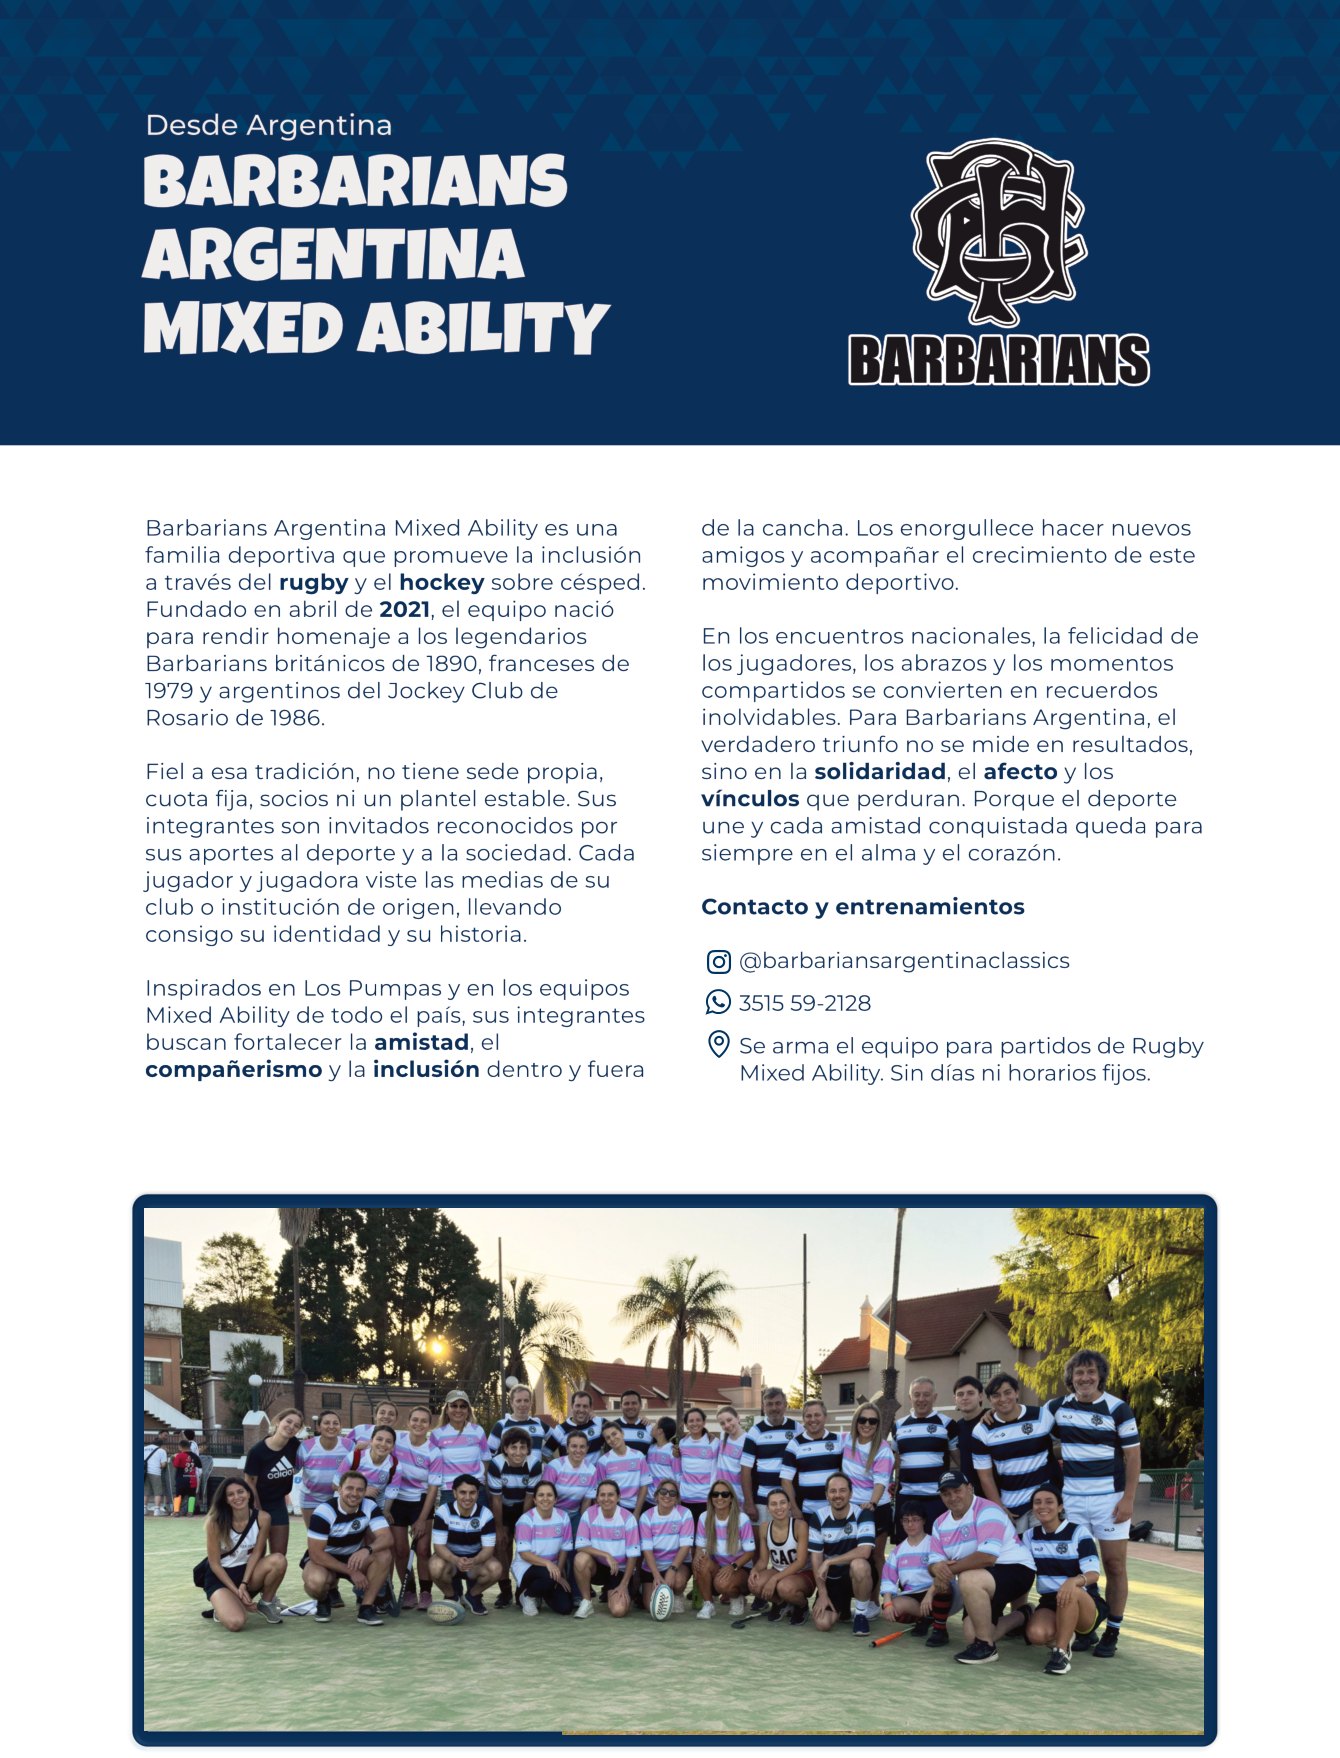 Desde Argentina
BARBARIANS
ARGENTINA
MIXED ABILITY
BARBARIANS
Barbarians Argentina Mixed Ability es una
familia deportiva que promueve la inclusión
a través del rugby y el hockey sobre césped.
Fundado en abril de 2021, el equipo nació
para rendir homenaje a los legendarios
Barbarians británicos de 1890, franceses de
1979 y argentinos del Jockey Club de
Rosario de 1986.
Fiel a esa tradición, no tiene sede propia,
cuota fija, socios ni un plantel estable. Sus
integrantes son invitados reconocidos por
sus aportes al deporte y a la sociedad. Cada
jugador y jugadora viste las medias de su
club o institución de origen, llevando
consigo su identidad y su historia.
Inspirados en Los Pumpas y en los equipos
Mixed Ability de todo el país, sus integrantes
buscan fortalecer la amistad, el
compañerismo y la inclusión dentro y fuera
de la cancha. Los enorgullece hacer nuevos
amigos y acompañar el crecimiento de este
movimiento deportivo.
En los encuentros nacionales, la felicidad de
los jugadores, los abrazos y los momentos
compartidos se convierten en recuerdos
inolvidables. Para Barbarians Argentina, el
verdadero triunfo no se mide en resultados,
sino en la solidaridad, el afecto y los
vínculos que perduran. Porque el deporte
une y cada amistad conquistada queda para
siempre en el alma y el corazón.
Contacto y entrenamientos
@barbariansargentinaclassics
3515 59-2128
Se arma el equipo para partidos de Rugby
Mixed Ability. Sin días ni horarios fijos.
adidas
CAC